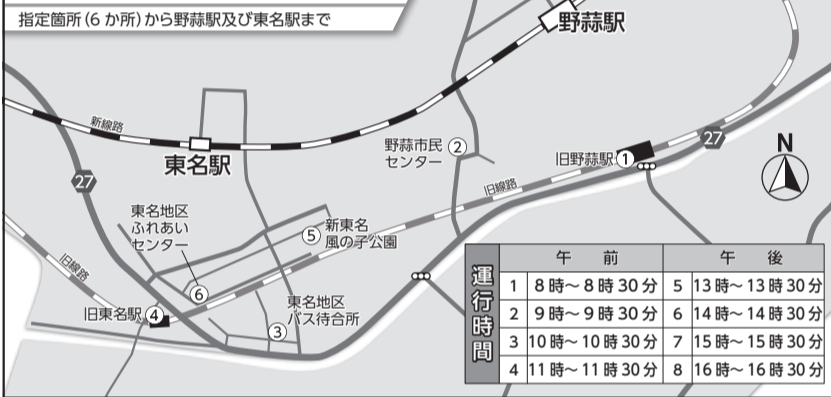 指定箇所(6 か所)から野蒜駅及び東名駅まで
野蒜駅
新線路
東名駅
27
野蒜市民
センター
②
旧野蒜駅
①
27
N
旧線路
東名地区
ふれあい
センター
⑤
新東名
風の子公園
旧線路
⑥
旧東名駅
④
東名地区
バス待合所
③
運行時間
午 前 午 後
1 8時~8時30分 5 13時~13時30分
2 9時~9時30分 6 14時~14時30分
3 10時~10時30分 7 15時~15時30分
4 11時~11時30分 8 16時~16時30分